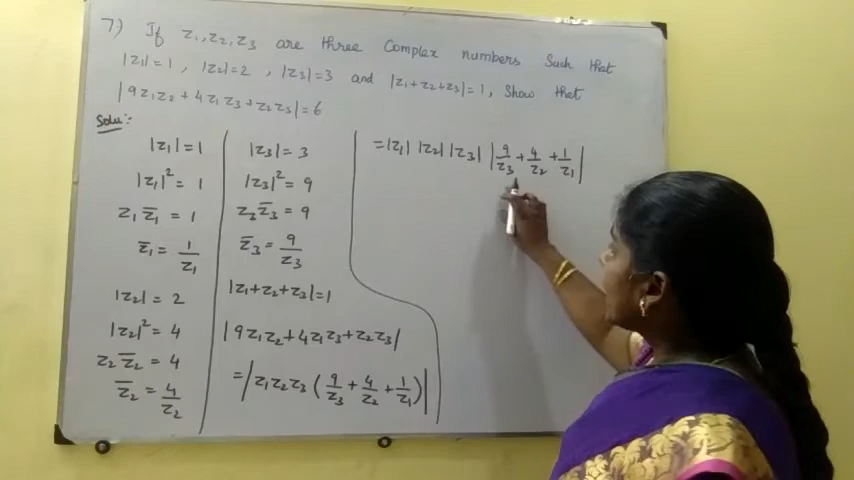 7) If z₁, z₂, z₃ are three Complex numbers Such that
|z₁|=1, |z₂|=2, |z₃|=3 and |z₁+z₂+z₃|=1, Show that
|9z₁z₂ + 4z₁z₃ + z₂z₃| = 6
Solu:-
|z₁| = 1
|z₁|² = 1
z₁ z̄₁ = 1
z̄₁ = 1/z₁
|z₂| = 2
|z₂|² = 4
z₂ z̄₂ = 4
z̄₂ = 4/z₂
|z₃| = 3
|z₃|² = 9
z₃ z̄₃ = 9
z̄₃ = 9/z₃
|z₁+z₂+z₃|=1
|9z₁z₂+4z₁z₃+z₂z₃|
= |z₁z₂z₃ (9/z₃ + 4/z₂ + 1/z₁)|
= |z₁| |z₂| |z₃| |9/z₃ + 4/z₂ + 1/z₁|